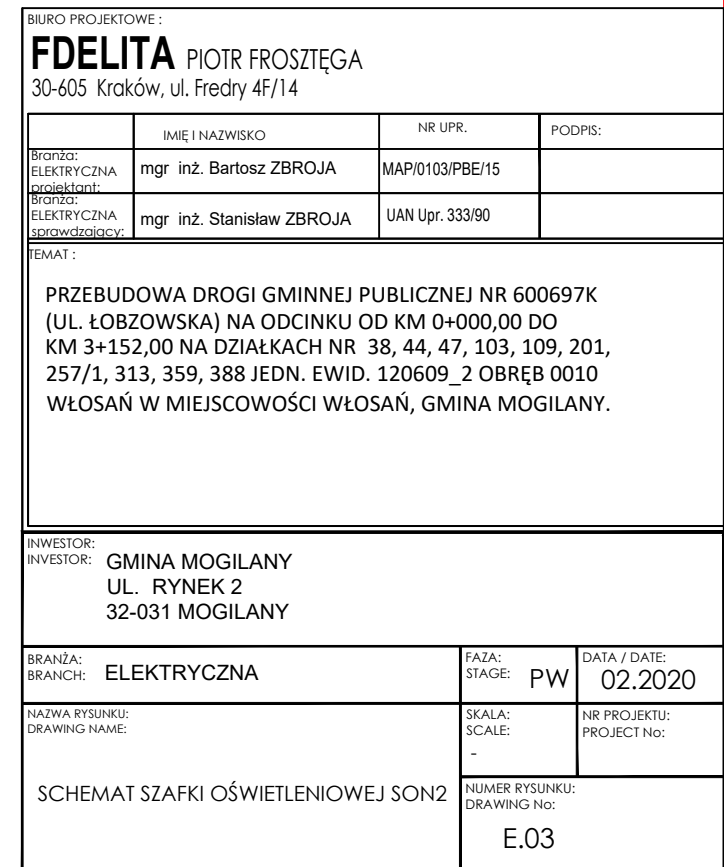 BIURO PROJEKTOWE :
FDELITA PIOTR FROSZTĘGA
30-605 Kraków, ul. Fredry 4F/14
IMIĘ I NAZWISKO NR UPR. PODPIS:
Branża:
ELEKTRYCZNA
projektant:
mgr inż. Bartosz ZBROJA MAP/0103/PBE/15
Branża:
ELEKTRYCZNA
sprawdzający:
mgr inż. Stanisław ZBROJA UAN Upr. 333/90
TEMAT :
PRZEBUDOWA DROGI GMINNEJ PUBLICZNEJ NR 600697K
(UL. ŁOBZOWSKA) NA ODCINKU OD KM 0+000,00 DO
KM 3+152,00 NA DZIAŁKACH NR 38, 44, 47, 103, 109, 201,
257/1, 313, 359, 388 JEDN. EWID. 120609_2 OBRĘB 0010
WŁOSAŃ W MIEJSCOWOŚCI WŁOSAŃ, GMINA MOGILANY.
INWESTOR:
INVESTOR:
GMINA MOGILANY
UL. RYNEK 2
32-031 MOGILANY
BRANŻA:
BRANCH:
ELEKTRYCZNA
FAZA:
STAGE:
PW
DATA / DATE:
02.2020
NAZWA RYSUNKU:
DRAWING NAME:
SCHEMAT SZAFKI OŚWIETLENIOWEJ SON2
SKALA:
SCALE:
-
NR PROJEKTU:
PROJECT No:
NUMER RYSUNKU:
DRAWING No:
E.03